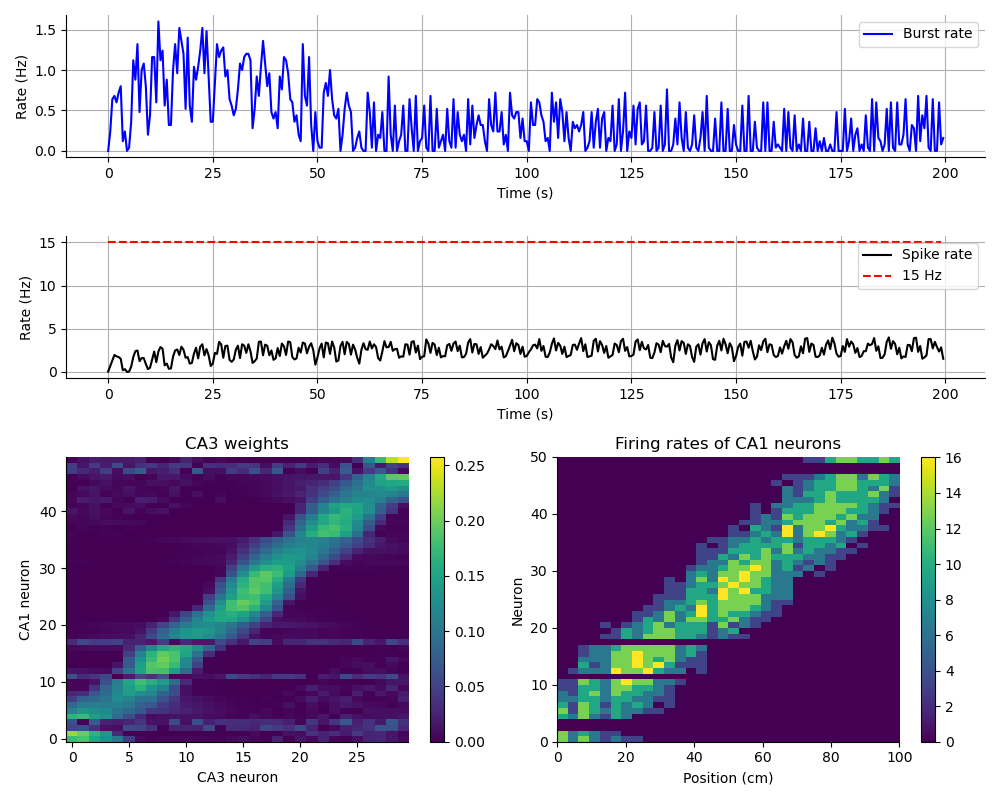 Rate (Hz)
1.5
1.0
0.5
0.0
Burst rate
0 25 50 75 100 125 150 175 200
Time (s)
Rate (Hz)
15
10
5
0
Spike rate
15 Hz
0 25 50 75 100 125 150 175 200
Time (s)
CA3 weights
CA1 neuron
40
30
20
10
0
0 5 10 15 20 25
CA3 neuron
0.25
0.20
0.15
0.10
0.05
0.00
Firing rates of CA1 neurons
Neuron
50
40
30
20
10
0
0 20 40 60 80 100
Position (cm)
16
14
12
10
8
6
4
2
0